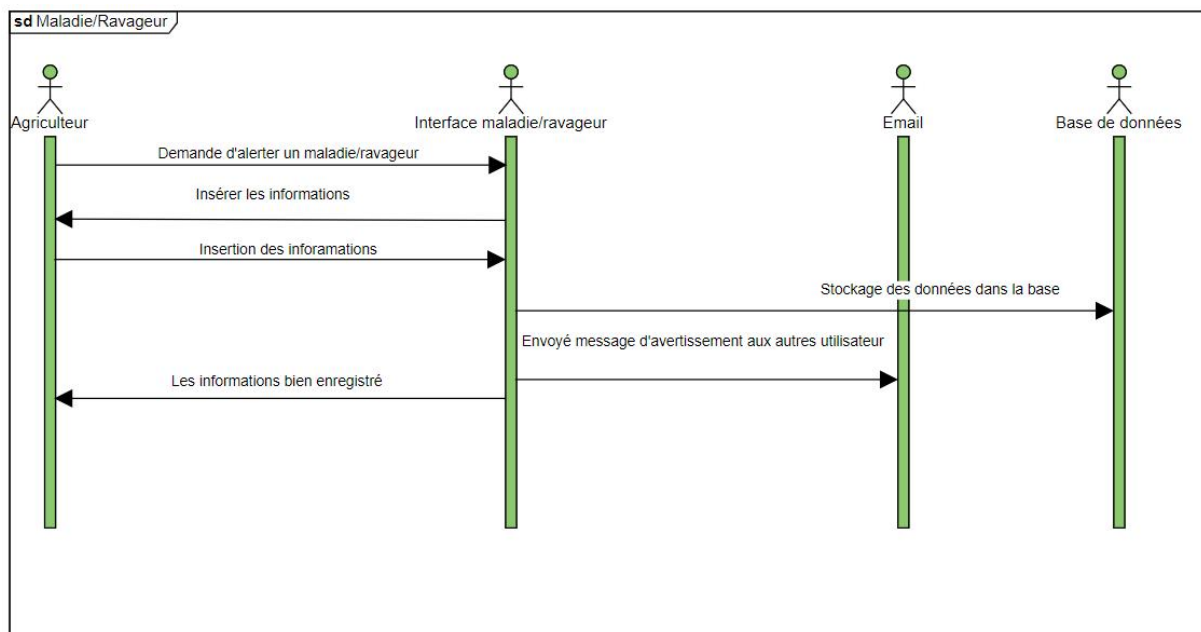 sd Maladie/Ravageur
Agriculteur
Interface maladie/ravageur
Email
Base de données
Demande d'alerter un maladie/ravageur
Insérer les informations
Insertion des inforamations
Stockage des données dans la base
Envoyé message d'avertissement aux autres utilisateur
Les informations bien enregistré